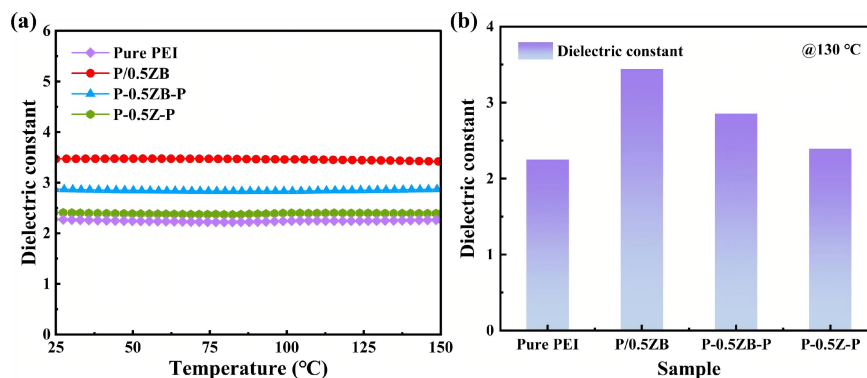 (a)
6
5
4
3
2
1
0
Dielectric constant
Pure PEI
P/0.5ZB
P-0.5ZB-P
P-0.5Z-P
25 50 75 100 125 150
Temperature (℃)
(b)
4
3
2
1
0
Dielectric constant
Dielectric constant
@130 ℃
Pure PEI P/0.5ZB P-0.5ZB-P P-0.5Z-P
Sample